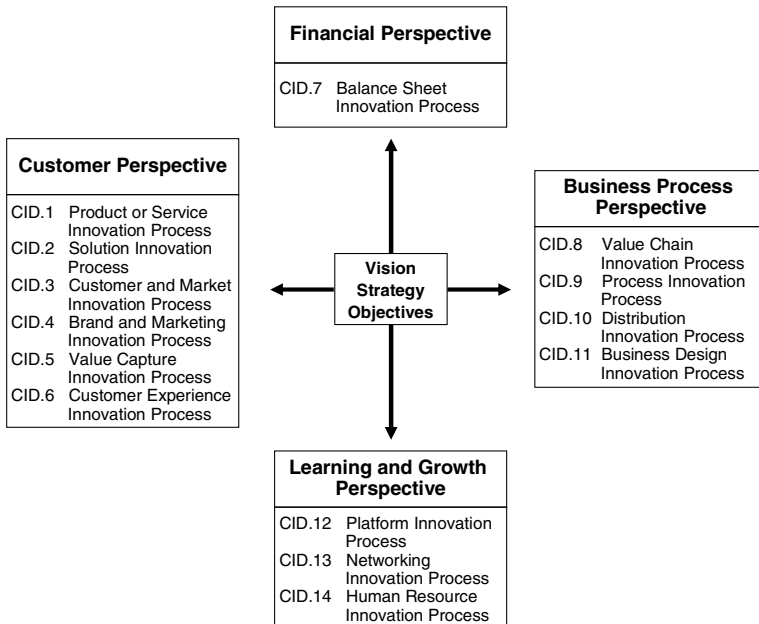 Financial Perspective
CID.7 Balance Sheet
Innovation Process
Customer Perspective
CID.1 Product or Service
Innovation Process
CID.2 Solution Innovation
Process
CID.3 Customer and Market
Innovation Process
CID.4 Brand and Marketing
Innovation Process
CID.5 Value Capture
Innovation Process
CID.6 Customer Experience
Innovation Process
Vision
Strategy
Objectives
Business Process
Perspective
CID.8 Value Chain
Innovation Process
CID.9 Process Innovation
Process
CID.10 Distribution
Innovation Process
CID.11 Business Design
Innovation Process
Learning and Growth
Perspective
CID.12 Platform Innovation
Process
CID.13 Networking
Innovation Process
CID.14 Human Resource
Innovation Process